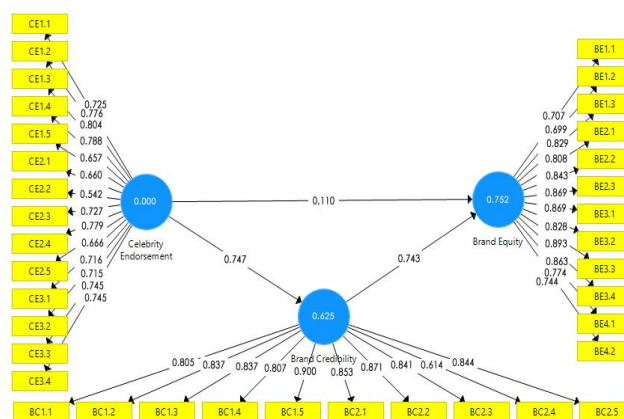 CE1.1
CE1.2
CE1.3
CE1.4
CE1.5
CE2.1
CE2.2
CE2.3
CE2.4
CE2.5
CE3.1
CE3.2
CE3.3
CE3.4
0.725
0.776
0.804
0.788
0.657
0.660
0.542
0.727
0.779
0.666
0.716
0.715
0.745
0.745
0.000
Celebrity
Endorsement
0,110
0.747
0.743
0.625
Brand Credibility
0.752
Brand Equity
0.707
0.699
0.829
0.808
0.843
0.869
0.869
0.828
0.893
0.863
0.774
0.744
BE1.1
BE1.2
BE1.3
BE2.1
BE2.2
BE2.3
BE3.1
BE3.2
BE3.3
BE3.4
BE4.1
BE4.2
0.805 0.837 0.837 0.807 0.900 0.853 0.871 0.841 0.614 0.844
BC1.1 BC1.2 BC1.3 BC1.4 BC1.5 BC2.1 BC2.2 BC2.3 BC2.4 BC2.5